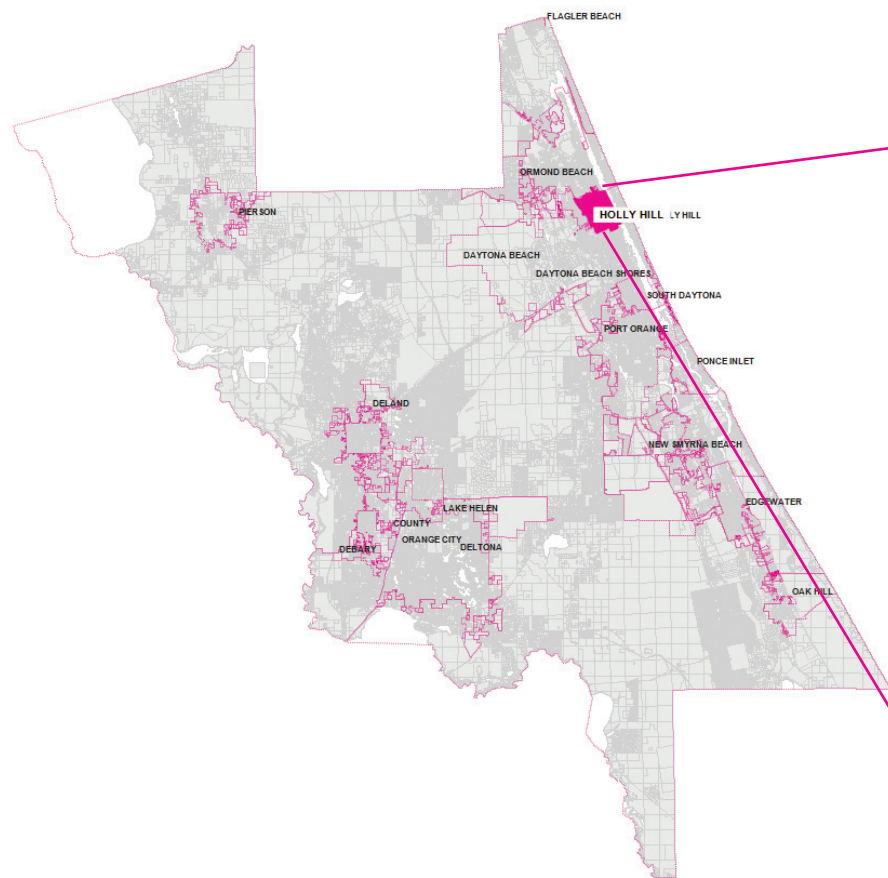 FLAGLER BEACH
ORMOND BEACH
PIERSON
HOLLY HILL
LY HILL
DAYTONA BEACH
DAYTONA BEACH SHORES
SOUTH DAYTONA
PORT ORANGE
PONCE INLET
DELAND
NEW SMYRNA BEACH
EDGEWATER
LAKE HELEN
COUNTY
ORANGE CITY
DEBARY
DELTONA
OAK HILL